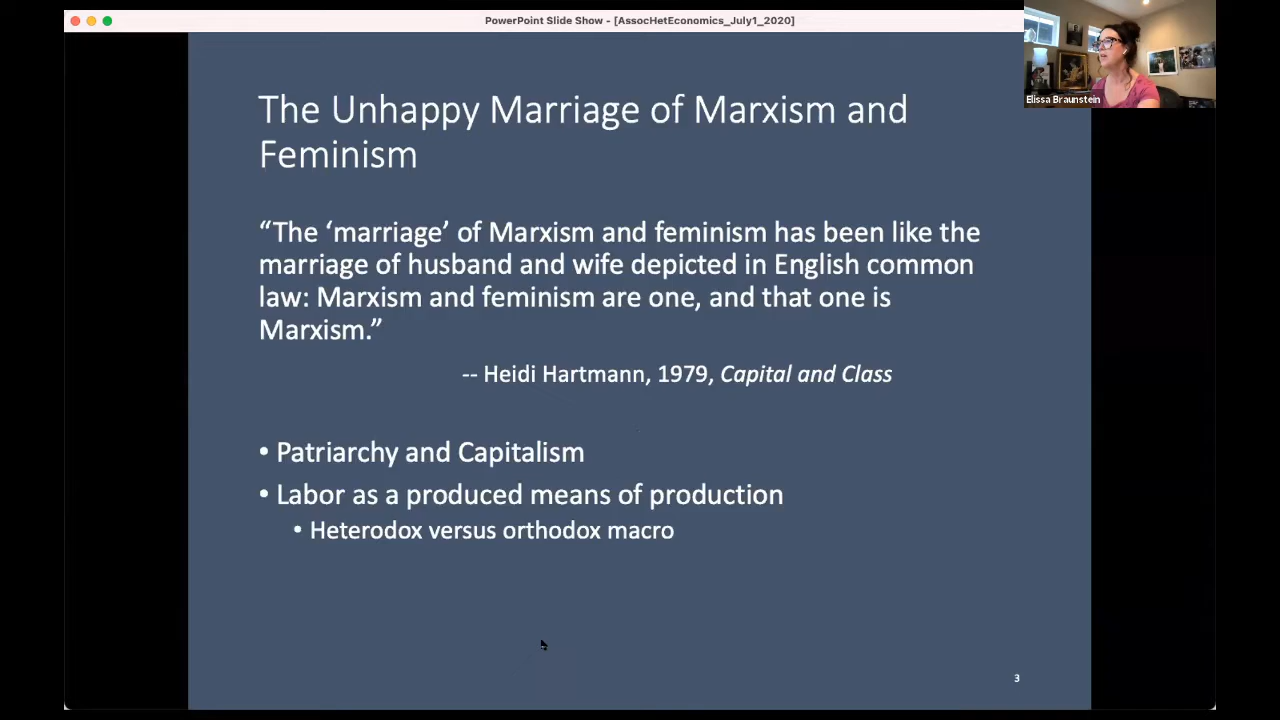 PowerPoint Slide Show - [AssocHetEconomics_July1_2020]
Elissa Braunstein
The Unhappy Marriage of Marxism and
Feminism
“The ‘marriage’ of Marxism and feminism has been like the
marriage of husband and wife depicted in English common
law: Marxism and feminism are one, and that one is
Marxism.”
-- Heidi Hartmann, 1979, Capital and Class
• Patriarchy and Capitalism
• Labor as a produced means of production
• Heterodox versus orthodox macro
3